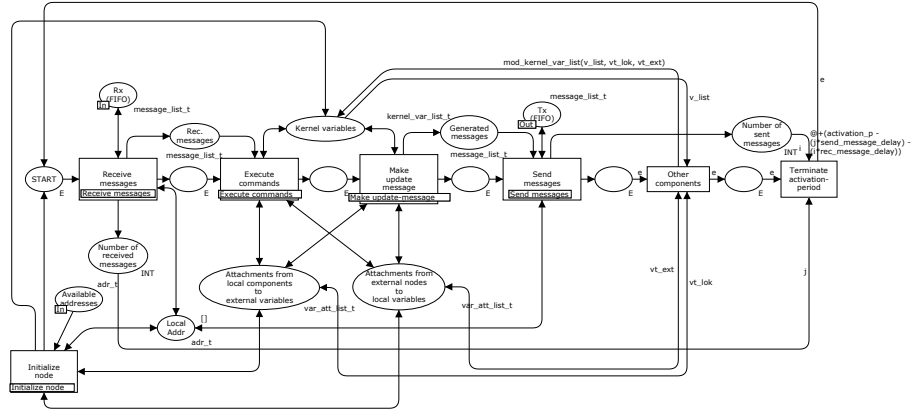 mod_kernel_var_list(v_list, vt_lok, vt_ext)
e
Rx
(FIFO)
In
message_list_t
v_list
message_list_t
Tx
(FIFO)
Out
kernel_var_list_t
Rec.
messages
Kernel variables
Generated
messages
Number of
sent
messages
INT
i
@+(activation_p -
(j*send_message_delay) -
(i*rec_message_delay))
message_list_t
message_list_t
START
E
Receive
messages
Receive messages
E
Execute
commands
Execute commands
E
Make
update
message
Make update-message
E
Send
messages
Send messages
E
e
Other
components
e
e
E
Terminate
activation-
period
Number of
received
messages
INT
adr_t
Attachments from
local components
to
external variables
Attachments from
external nodes
to
local variables
vt_ext
vt_lok
j
Available
addresses
In
var_att_list_t
var_att_list_t
Local
Addr
[]
adr_t
Initialize
node
Initialize node